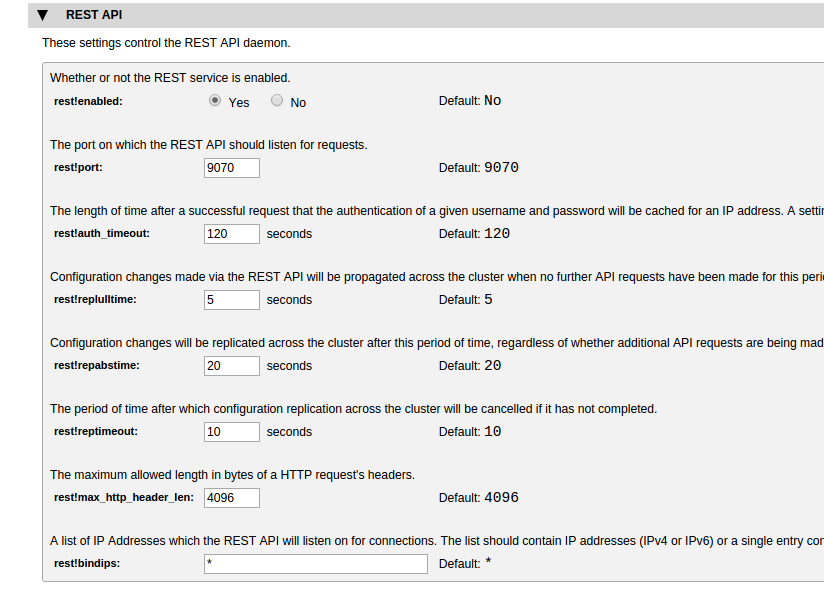 REST API
These settings control the REST API daemon.
Whether or not the REST service is enabled.
rest!enabled: Yes No Default: No
The port on which the REST API should listen for requests.
rest!port: 9070 Default: 9070
The length of time after a successful request that the authentication of a given username and password will be cached for an IP address. A
rest!auth_timeout: 120 seconds Default: 120
Configuration changes made via the REST API will be propagated across the cluster when no further API requests have been made for this
rest!replulltime: 5 seconds Default: 5
Configuration changes will be replicated across the cluster after this period of time, regardless of whether additional API requests are being
rest!repabstime: 20 seconds Default: 20
The period of time after which configuration replication across the cluster will be cancelled if it has not completed.
rest!reptimeout: 10 seconds Default: 10
The maximum allowed length in bytes of a HTTP request's headers.
rest!max_http_header_len: 4096 Default: 4096
A list of IP Addresses which the REST API will listen on for connections. The list should contain IP addresses (IPv4 or IPv6) or a single entry
rest!bindips: * Default: *